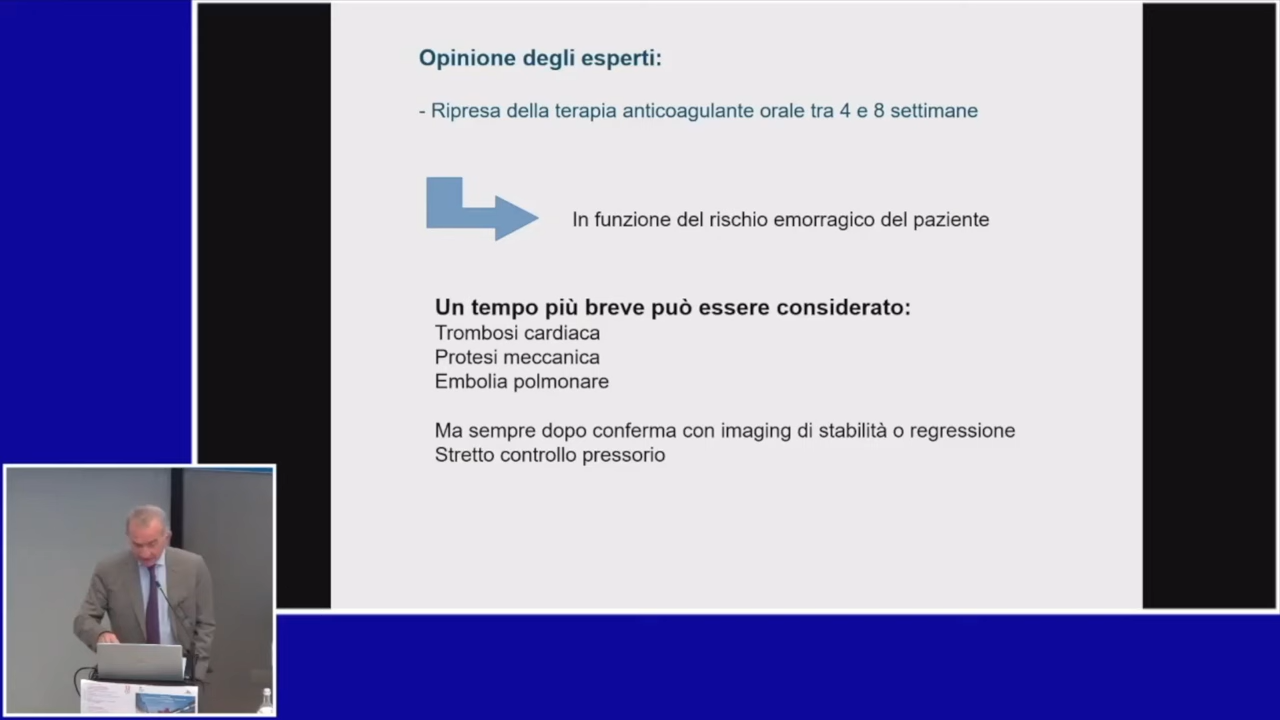 Opinione degli esperti:
- Ripresa della terapia anticoagulante orale tra 4 e 8 settimane
In funzione del rischio emorragico del paziente
Un tempo più breve può essere considerato:
Trombosi cardiaca
Protesi meccanica
Embolia polmonare
Ma sempre dopo conferma con imaging di stabilità o regressione
Stretto controllo pressorio